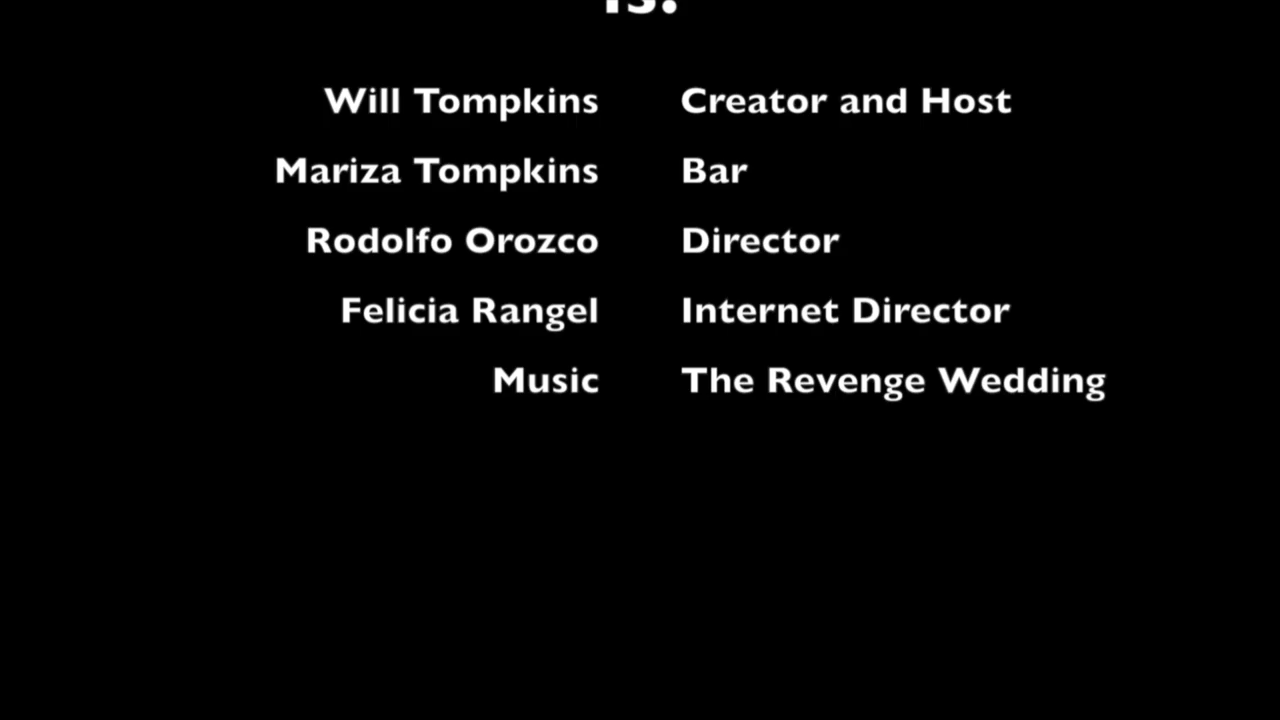 is:
Will Tompkins Creator and Host
Mariza Tompkins Bar
Rodolfo Orozco Director
Felicia Rangel Internet Director
Music The Revenge Wedding